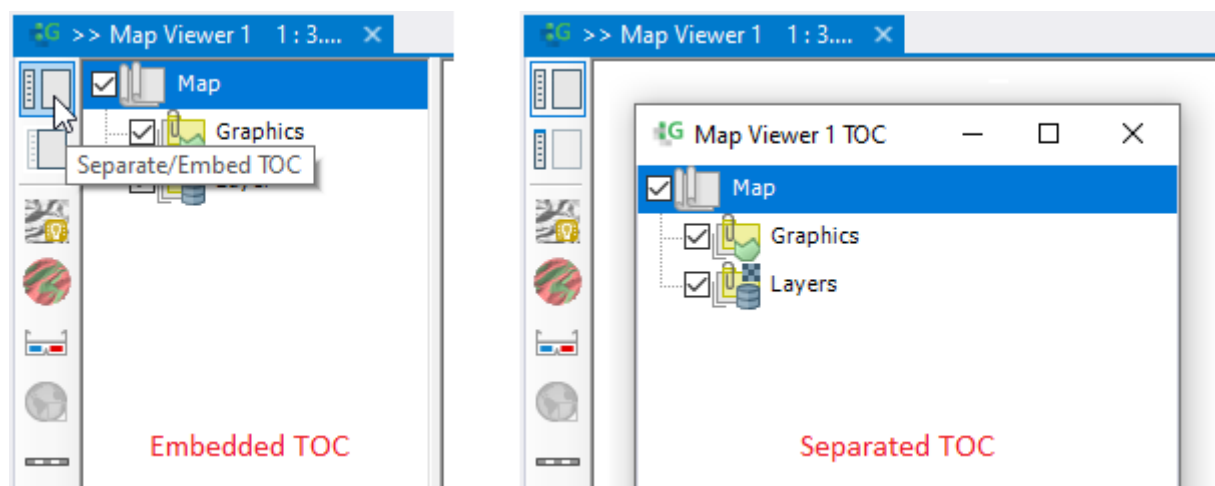 >> Map Viewer 1 1 : 3.... ×
Map
Graphics
Separate/Embed TOC
Embedded TOC
>> Map Viewer 1 1 : 3.... ×
Map Viewer 1 TOC
Map
Graphics
Layers
Separated TOC